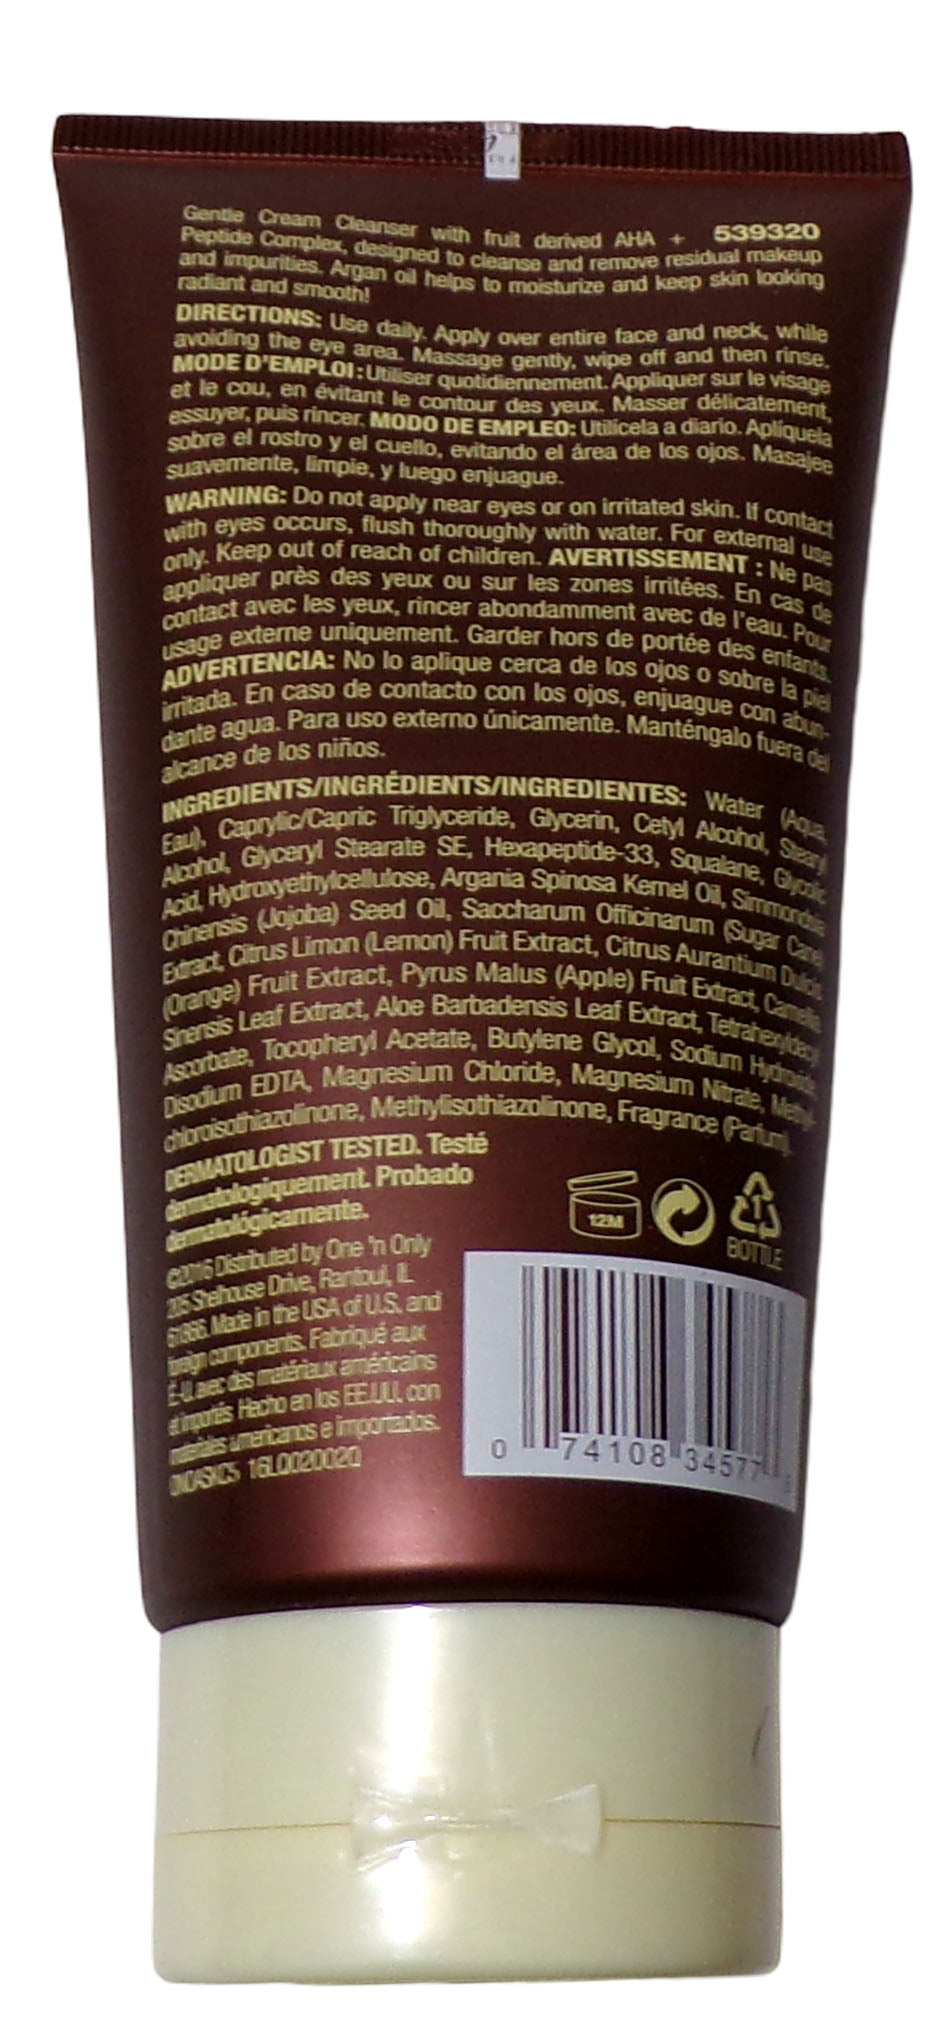 Gentle Cream Cleanser with fruit derived AHA + 539320
Peptide Complex, designed to cleanse and remove residual makeup
and impurities. Argan oil helps to moisturize and keep skin looking
radiant and smooth!
DIRECTIONS: Use daily. Apply over entire face and neck, while
avoiding the eye area. Massage gently, wipe off and then rinse.
MODE D'EMPLOI : Utiliser quotidiennement. Appliquer sur le visage
et le cou, en évitant le contour des yeux. Masser délicatement,
essuyer, puis rincer. MODO DE EMPLEO: Utilícela a diario. Aplíquela
sobre el rostro y el cuello, evitando el área de los ojos. Masajee
suavemente, limpie, y luego enjuague.
WARNING: Do not apply near eyes or on irritated skin. If contact
with eyes occurs, flush thoroughly with water. For external use
only. Keep out of reach of children. AVERTISSEMENT : Ne pas
appliquer près des yeux ou sur les zones irritées. En cas de
contact avec les yeux, rincer abondamment avec de l'eau. Pour
usage externe uniquement. Garder hors de portée des enfants.
ADVERTENCIA: No lo aplique cerca de los ojos o sobre la piel
irritada. En caso de contacto con los ojos, enjuague con abun-
dante agua. Para uso externo únicamente. Manténgalo fuera del
alcance de los niños.
INGREDIENTS/INGRÉDIENTS/INGREDIENTES: Water (Aqua,
Eau), Caprylic/Capric Triglyceride, Glycerin, Cetyl Alcohol, Stearyl
Alcohol, Glyceryl Stearate SE, Hexapeptide-33, Squalane, Glycolic
Acid, Hydroxyethylcellulose, Argania Spinosa Kernel Oil, Simmondsia
Chinensis (Jojoba) Seed Oil, Saccharum Officinarum (Sugar Cane)
Extract, Citrus Limon (Lemon) Fruit Extract, Citrus Aurantium Dulcis
(Orange) Fruit Extract, Pyrus Malus (Apple) Fruit Extract, Camellia
Sinensis Leaf Extract, Aloe Barbadensis Leaf Extract, Tetrahexyldecyl
Ascorbate, Tocopheryl Acetate, Butylene Glycol, Sodium Hydroxide,
Disodium EDTA, Magnesium Chloride, Magnesium Nitrate, Methyl-
chloroisothiazolinone, Methylisothiazolinone, Fragrance (Parfum).
DERMATOLOGIST TESTED. Testé
dermatologiquement. Probado
dermatológicamente.
12M
1
BOTTLE
©2016 Distributed by One 'n Only
205 Shelhouse Drive, Rantoul, IL
61866. Made in the USA of U.S. and
foreign components. Fabriqué aux
É-U. avec des matériaux américains
et importés Hecho en los EE.UU. con
materiales americanos e importados.
16L0020020
0 74108 34577 5